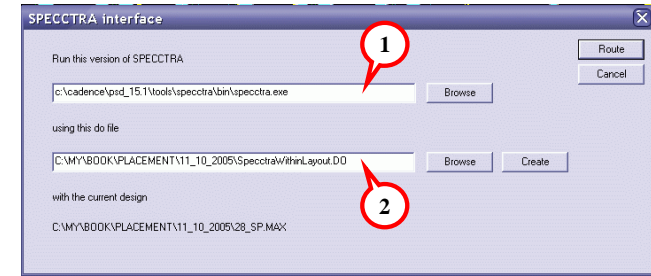 SPECCTRA interface
1
Route
Run this version of SPECCTRA
Cancel
c:\cadence\psd_15.1\tools\specctra\bin\specctra.exe
Browse
using this do file
C:\MY\BOOK\PLACEMENT\11_10_2005\SpecctraWithinLayout.DO
Browse
Create
with the current design
2
C:\MY\BOOK\PLACEMENT\11_10_2005\28_SP.MAX